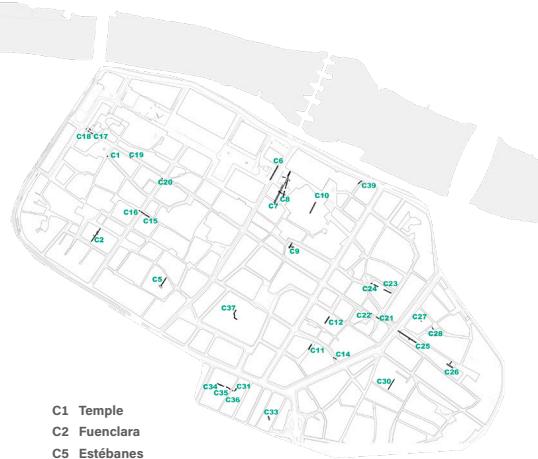 C6
C18 C17
C1 C19
C20
C39
C7
C8
C10
C16
C15
C2
C9
C5
C24
C23
C37
C12
C22
C21
C27
C28
C11
C14
C25
C26
C34
C31
C35
C36
C30
C33
C1 Temple
C2 Fuenclara
C5 Estébanes